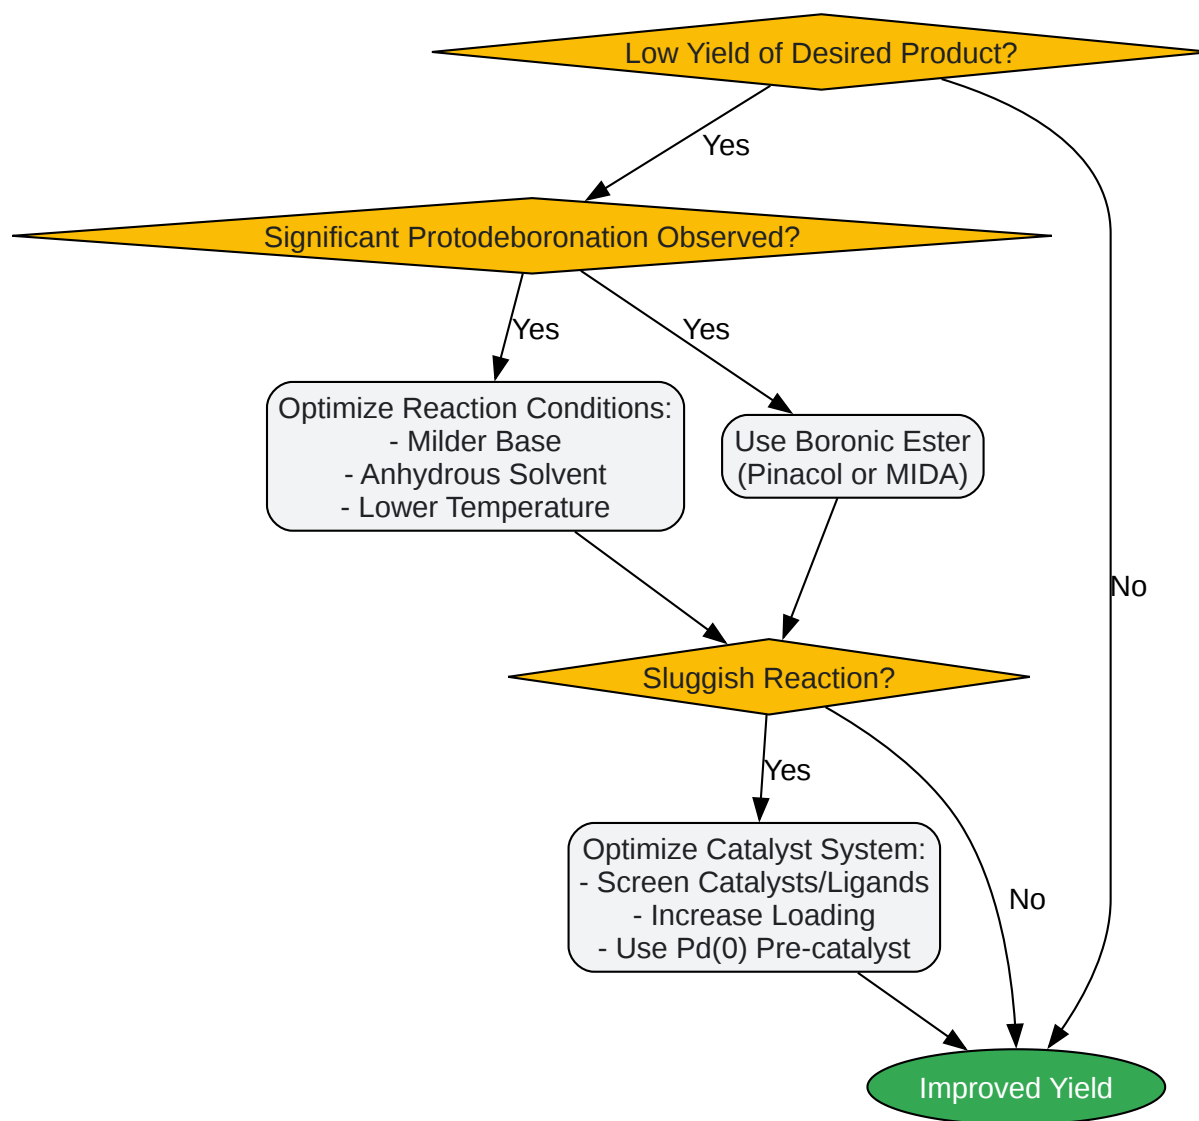 Low Yield of Desired Product?
Yes
Significant Protodeboronation Observed?
Yes
Yes
Optimize Reaction Conditions:
- Milder Base
- Anhydrous Solvent
- Lower Temperature
Use Boronic Ester
(Pinacol or MIDA)
No
Sluggish Reaction?
Yes
Optimize Catalyst System:
- Screen Catalysts/Ligands
- Increase Loading
- Use Pd(0) Pre-catalyst
No
Improved Yield